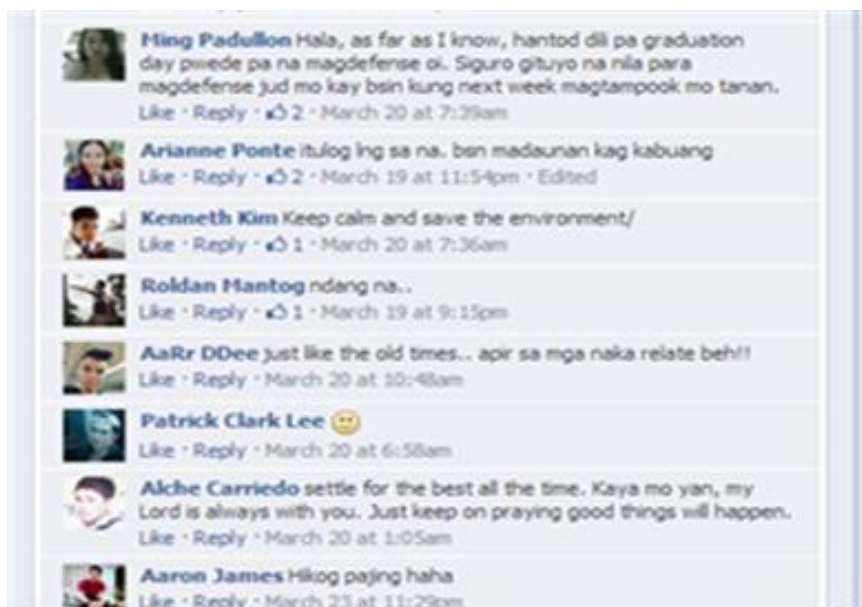 Ming Padullon Hala, as far as I know, hantod dili pa graduation
day pwede pa na magdefense oi. Siguro gituyo na nila para
magdefense jud mo kay bsin kung next week magtampook mo tanan.
Like · Reply · 2 · March 20 at 7:39am
Arianne Ponte itulog ing sa na. bsn madaunan kag kabuang
Like · Reply · 2 · March 19 at 11:54pm · Edited
Kenneth Kim Keep calm and save the environment/
Like · Reply · 1 · March 20 at 7:36am
Roldan Mantog ndang na..
Like · Reply · 1 · March 19 at 9:15pm
AaRr DDee just like the old times.. apir sa mga naka relate beh!!
Like · Reply · March 20 at 10:48am
Patrick Clark Lee
Like · Reply · March 20 at 6:58am
Alche Carriedo settle for the best all the time. Kaya mo yan, my
Lord is always with you. Just keep on praying good things will happen.
Like · Reply · March 20 at 1:05am
Aaron James Hikog pajing haha
Like · Reply · March 23 at 11:29pm